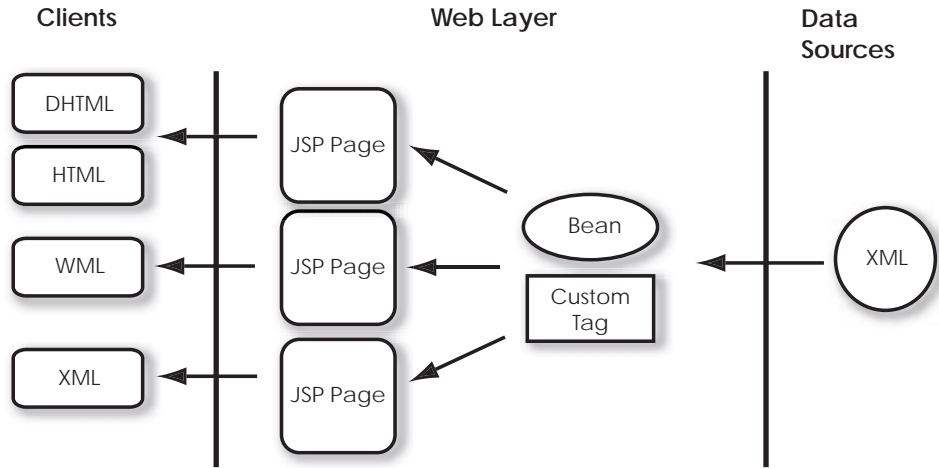 Clients
Web Layer
Data
Sources
DHTML
HTML
WML
XML
JSP Page
JSP Page
JSP Page
Bean
Custom
Tag
XML